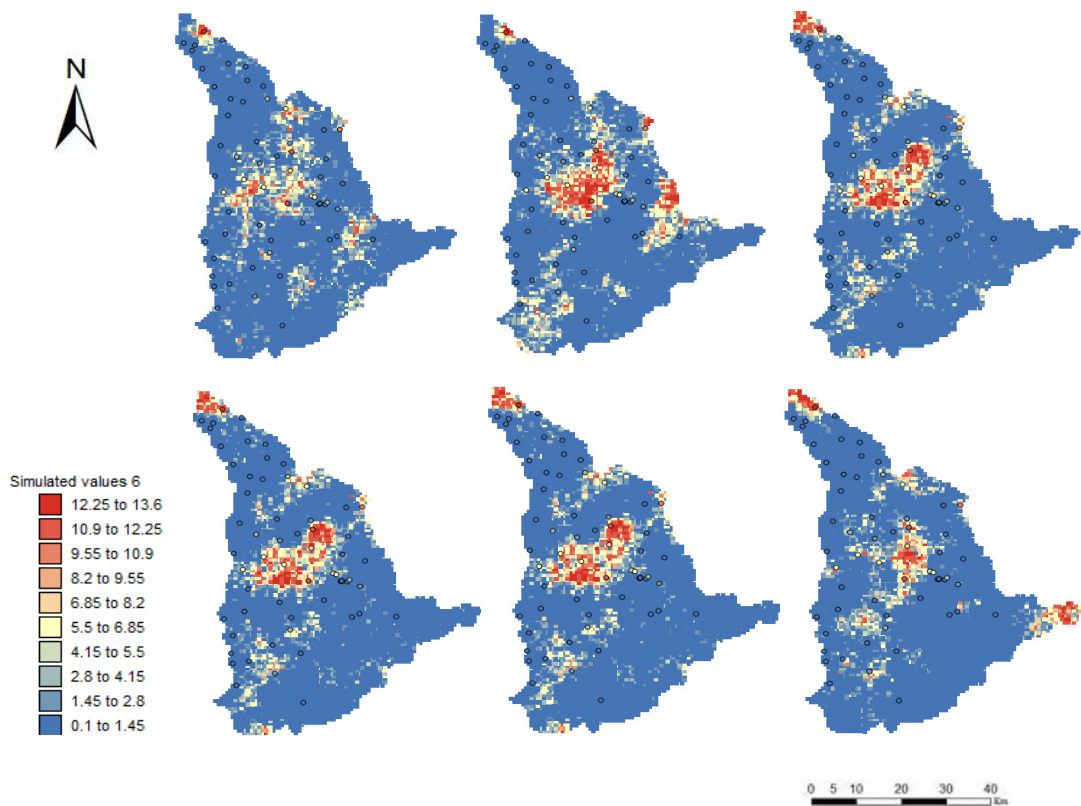 N
Simulated values 6
12.25 to 13.6
10.9 to 12.25
9.55 to 10.9
8.2 to 9.55
6.85 to 8.2
5.5 to 6.85
4.15 to 5.5
2.8 to 4.15
1.45 to 2.8
0.1 to 1.45
0 5 10 20 30 40
Km